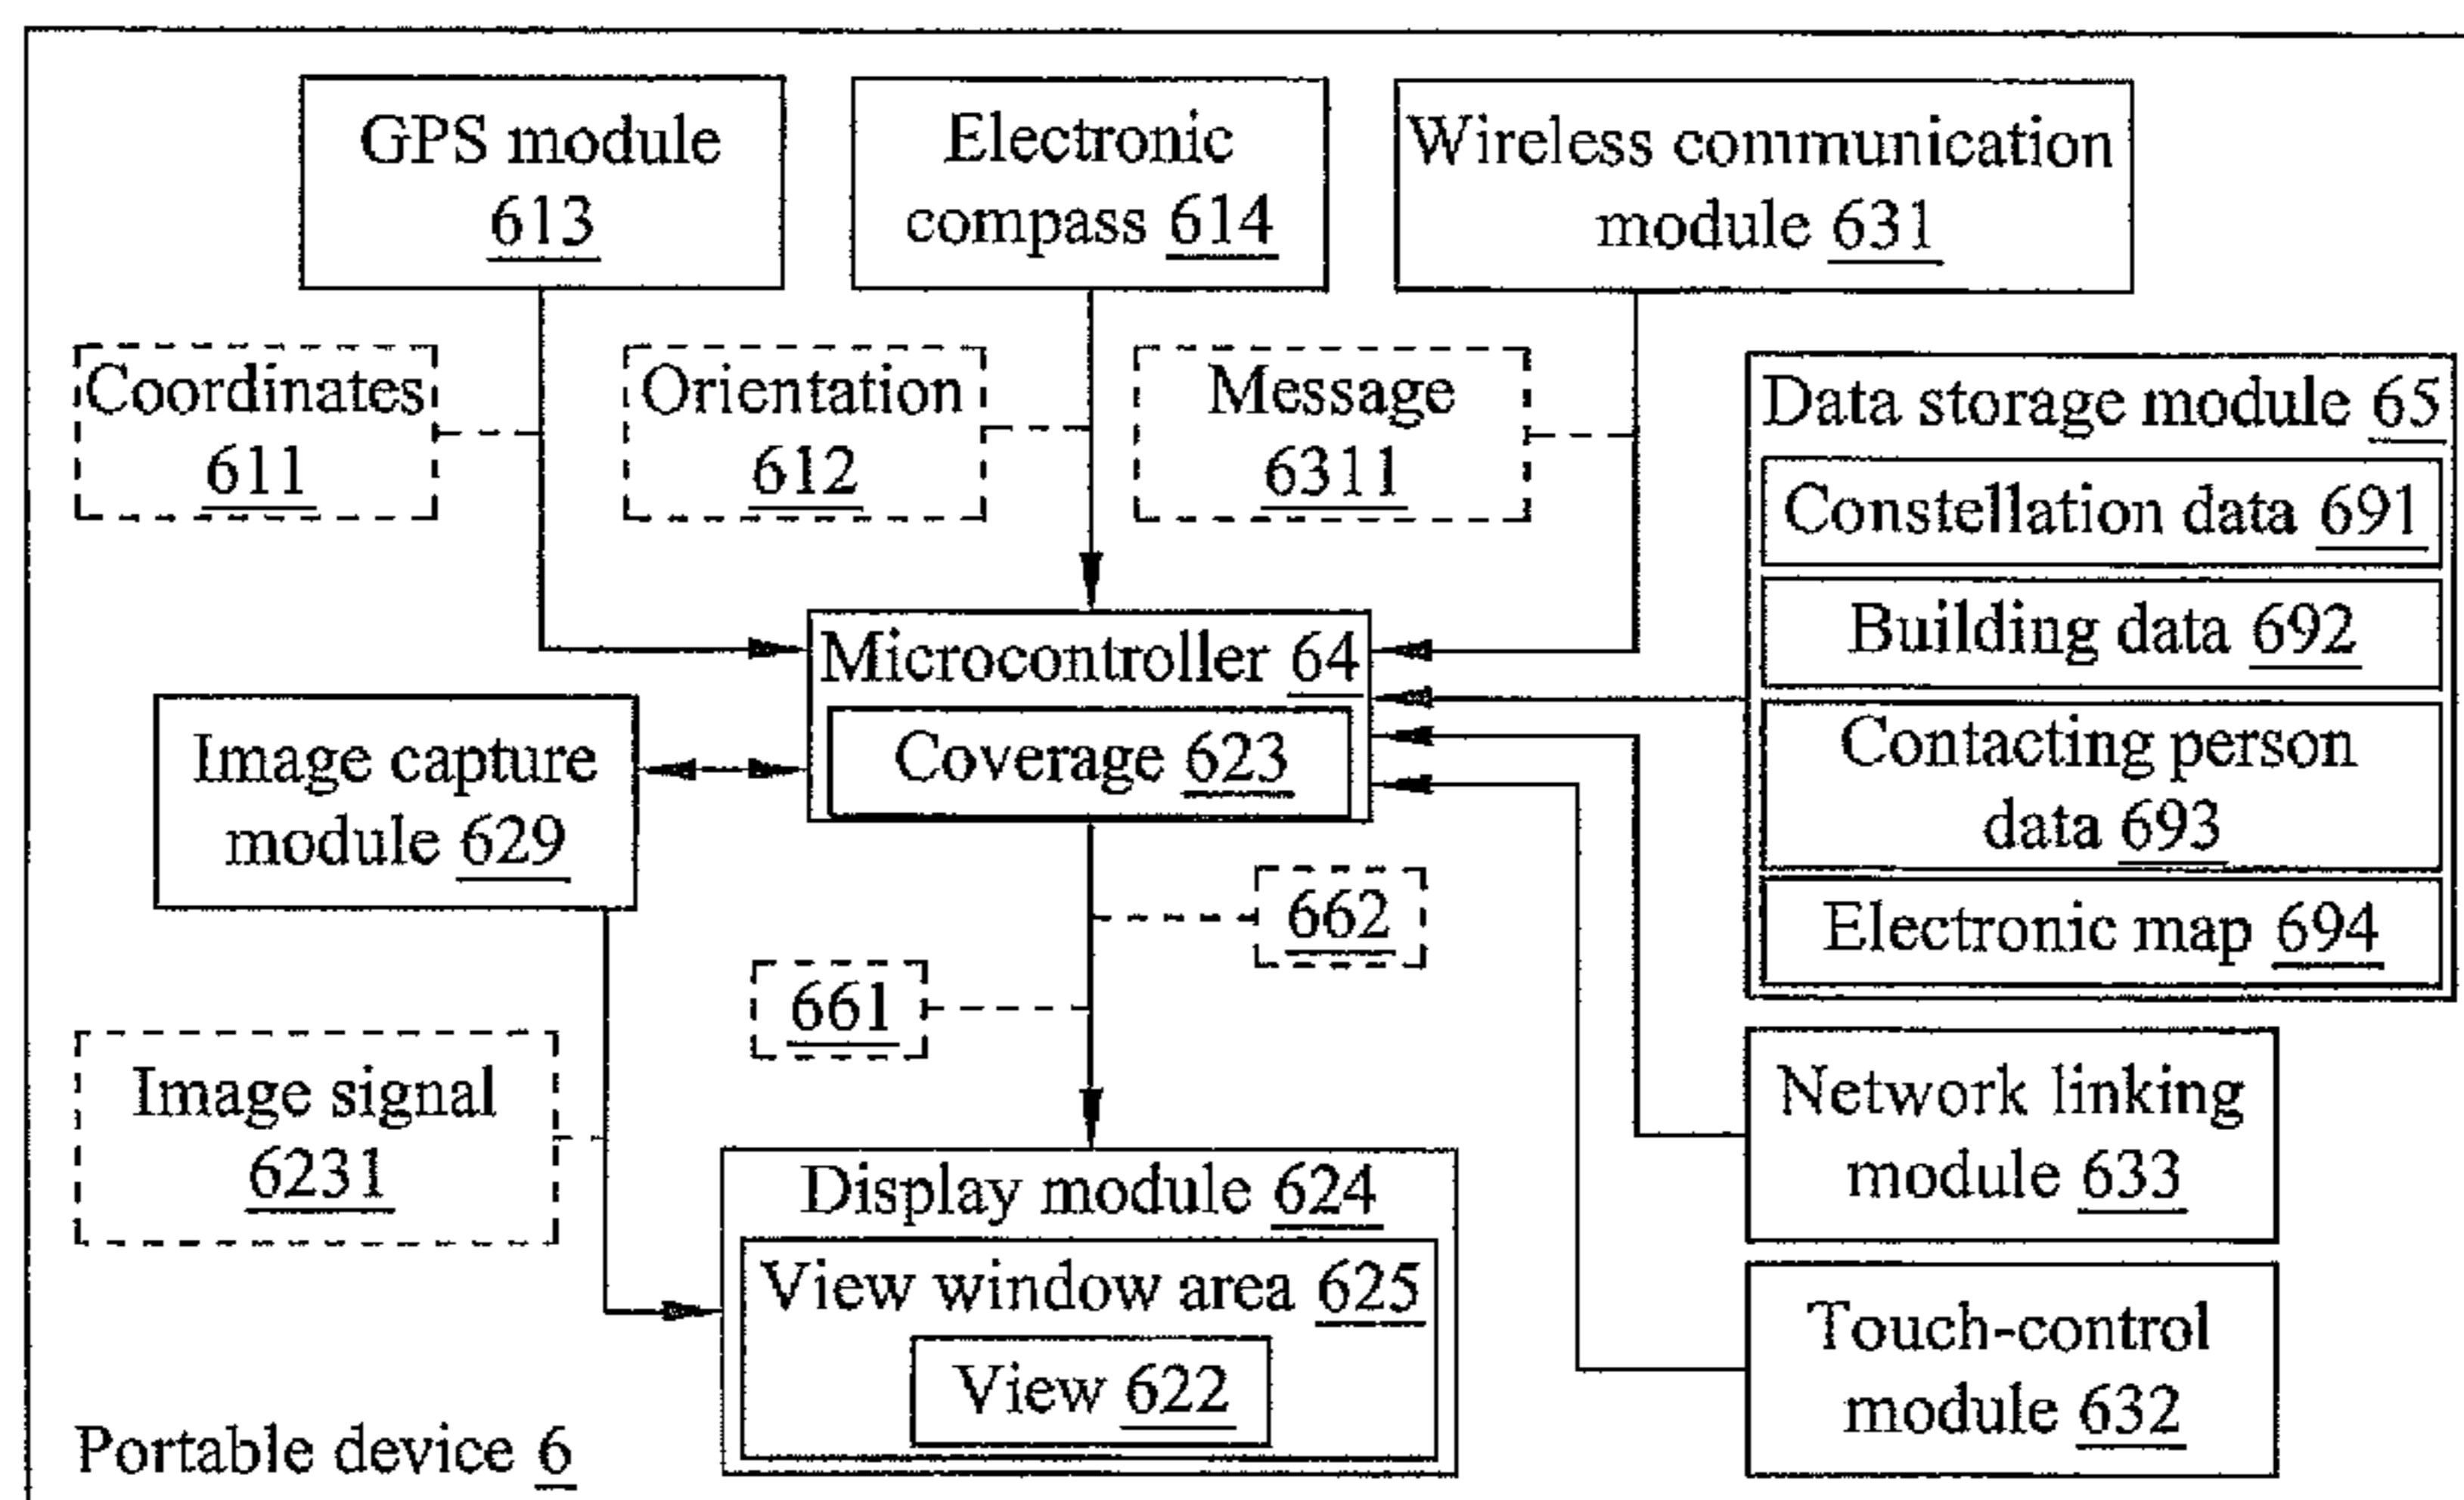 GPS module
613
Electronic
compass 614
Wireless communication
module 631
Coordinates
611
Orientation
612
Message
6311
Data storage module 65
Constellation data 691
Building data 692
Contacting person
data 693
Electronic map 694
Microcontroller 64
Coverage 623
Image capture
module 629
662
661
Image signal
6231
Display module 624
View window area 625
View 622
Network linking
module 633
Touch-control
module 632
Portable device 6